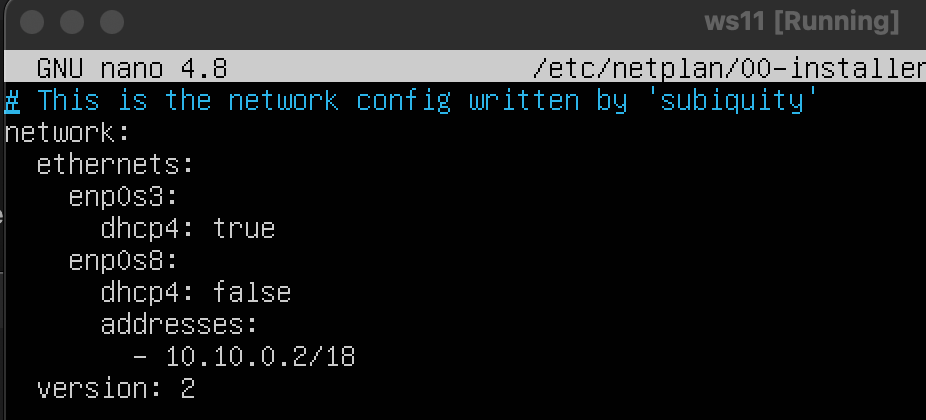 ws11 [Running]
GNU nano 4.8 /etc/netplan/00-installer
# This is the network config written by 'subiquity'
network:
  ethernets:
    enp0s3:
      dhcp4: true
    enp0s8:
      dhcp4: false
      addresses:
        - 10.10.0.2/18
  version: 2